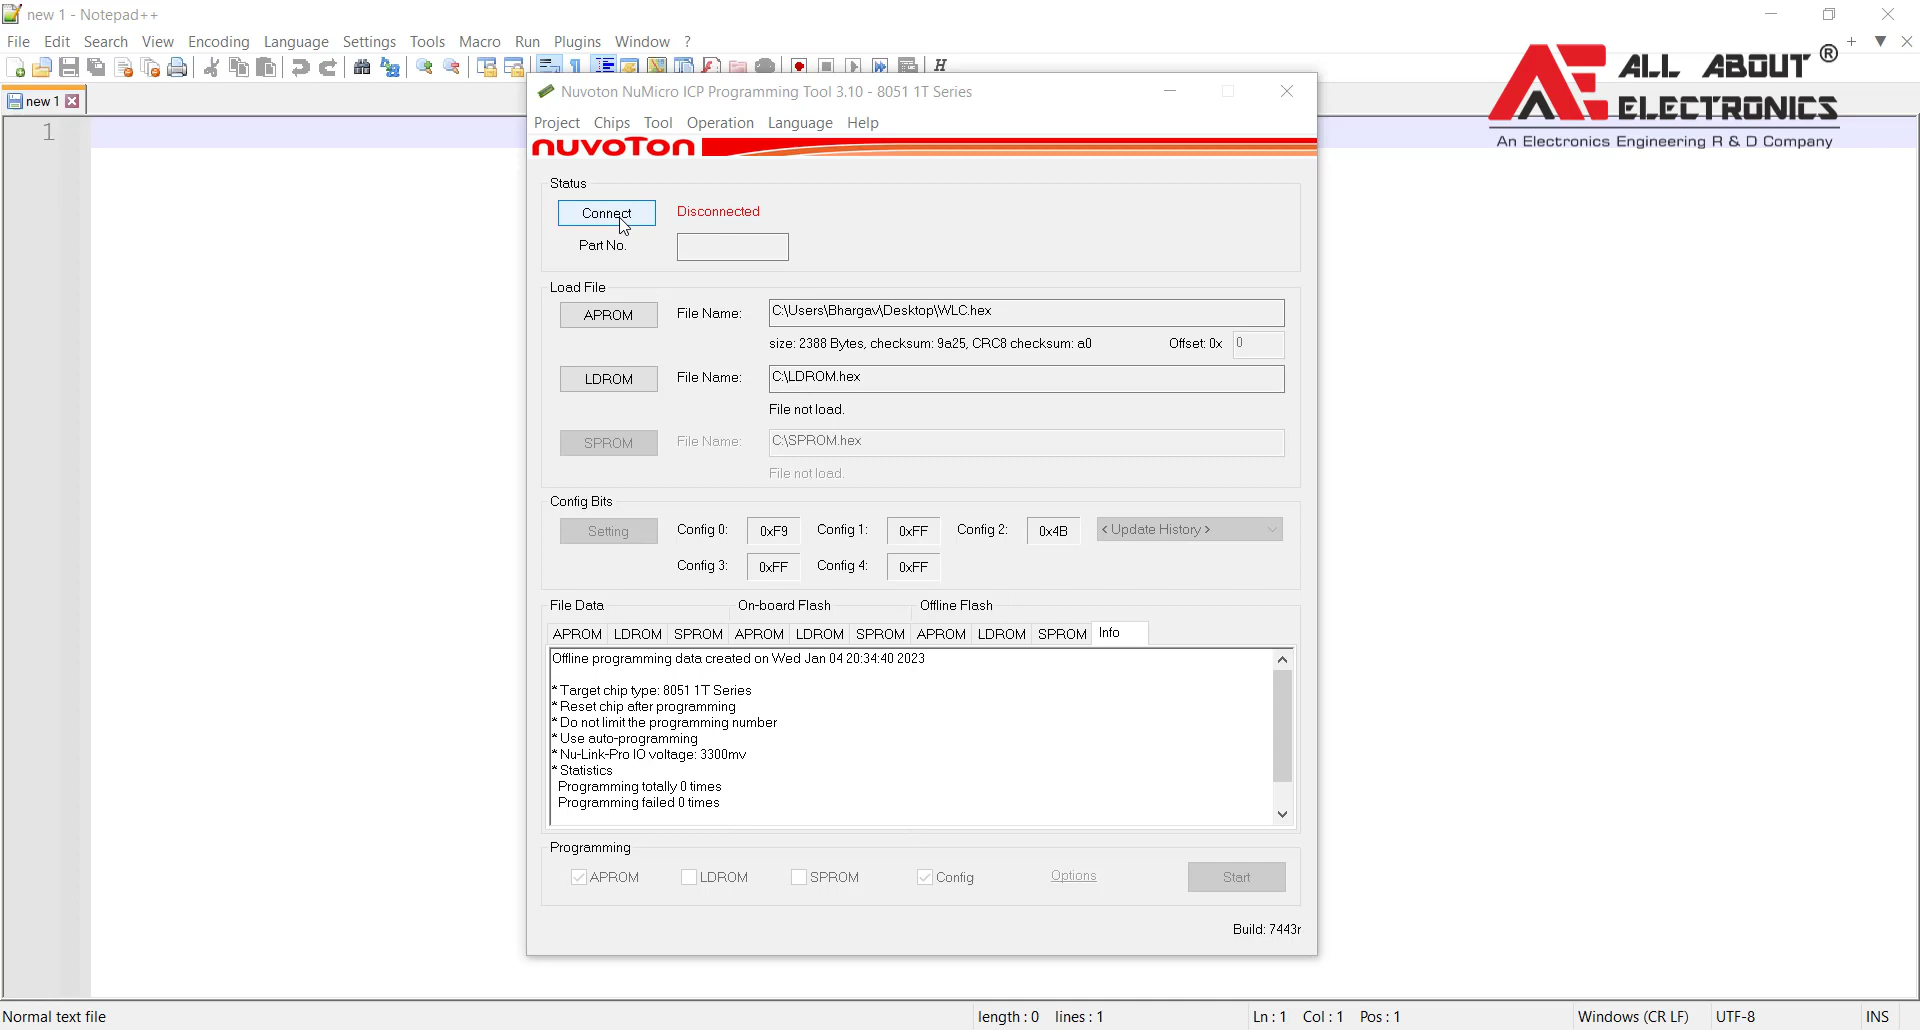 new 1 - Notepad++
File Edit Search View Encoding Language Settings Tools Macro Run Plugins Window ?
new 1
1
ALL ABOUT ®
ELECTRONICS
An Electronics Engineering R & D Company
Nuvoton NuMicro ICP Programming Tool 3.10 - 8051 1T Series
Project Chips Tool Operation Language Help
nuvoTon
Status
Connect Disconnected
Part No.
Load File
APROM File Name: C:\Users\Bhargav\Desktop\WLC.hex
size: 2388 Bytes, checksum: 9a25, CRC8 checksum: a0 Offset: 0x 0
LDROM File Name: C:\LDROM.hex
File not load.
SPROM File Name: C:\SPROM.hex
File not load.
Config Bits
Setting Config 0: 0xF9 Config 1: 0xFF Config 2: 0x4B < Update History >
Config 3: 0xFF Config 4: 0xFF
File Data On-board Flash Offline Flash
APROM LDROM SPROM APROM LDROM SPROM APROM LDROM SPROM Info
Offline programming data created on Wed Jan 04 20:34:40 2023
* Target chip type: 8051 1T Series
* Reset chip after programming
* Do not limit the programming number
* Use auto-programming
* Nu-Link-Pro IO voltage: 3300mv
* Statistics
Programming totally 0 times
Programming failed 0 times
Programming
APROM LDROM SPROM Config Options Start
Build: 7443r
Normal text file length : 0 lines : 1 Ln : 1 Col : 1 Pos : 1 Windows (CR LF) UTF-8 INS